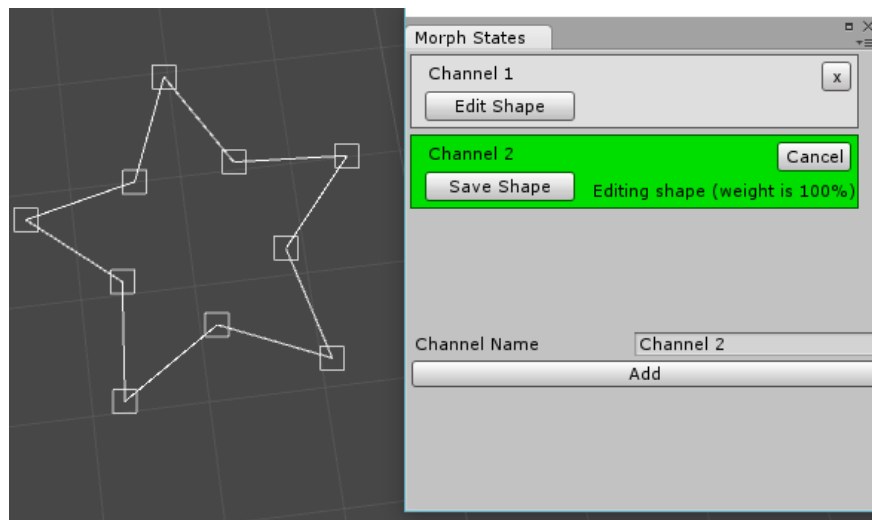 Morph States
Channel 1
x
Edit Shape
Channel 2
Cancel
Save Shape
Editing shape (weight is 100%)
Channel Name
Channel 2
Add